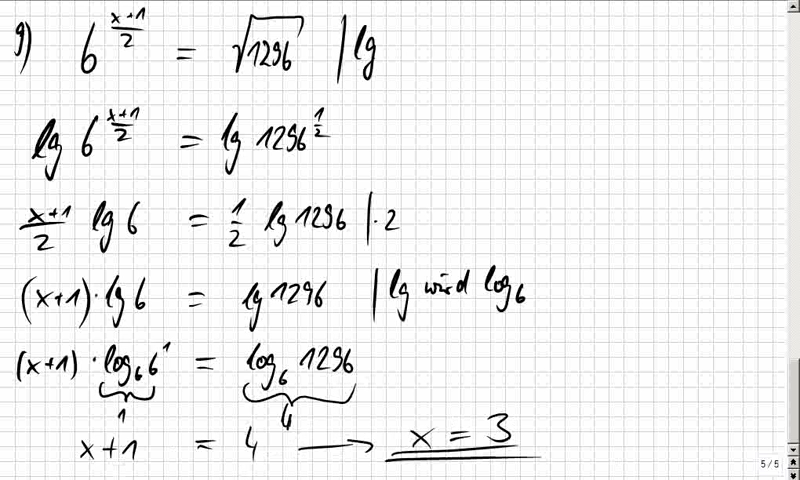 g) 6^((x+1)/2) = √1296 | lg
lg 6^((x+1)/2) = lg 1296^(1/2)
(x+1)/2 lg 6 = 1/2 lg 1296 | · 2
(x+1) · lg 6 = lg 1296 | lg wird log₆
(x+1) · log₆ 6¹ = log₆ 1296
1 4
x+1 = 4 → x = 3
5/5